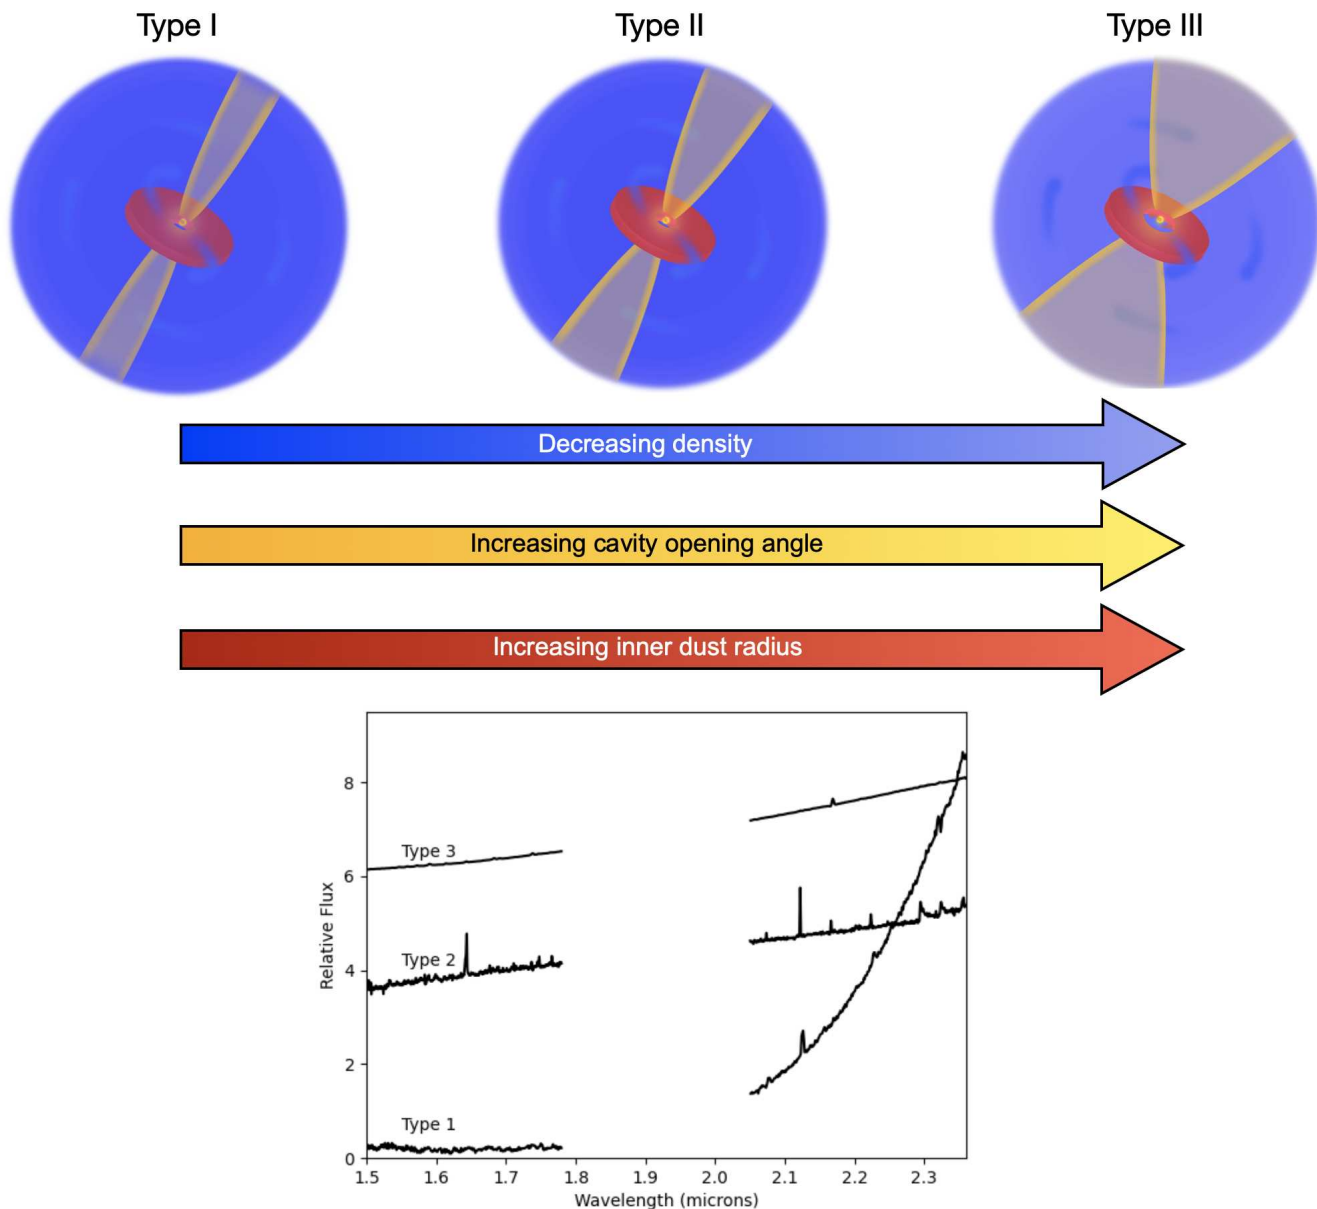 Type I Type II Type III
Decreasing density
Increasing cavity opening angle
Increasing inner dust radius
8
Type 3
6
Type 2
4
2
Type 1
0
Relative Flux
1.5 1.6 1.7 1.8 1.9 2.0 2.1 2.2 2.3
Wavelength (microns)